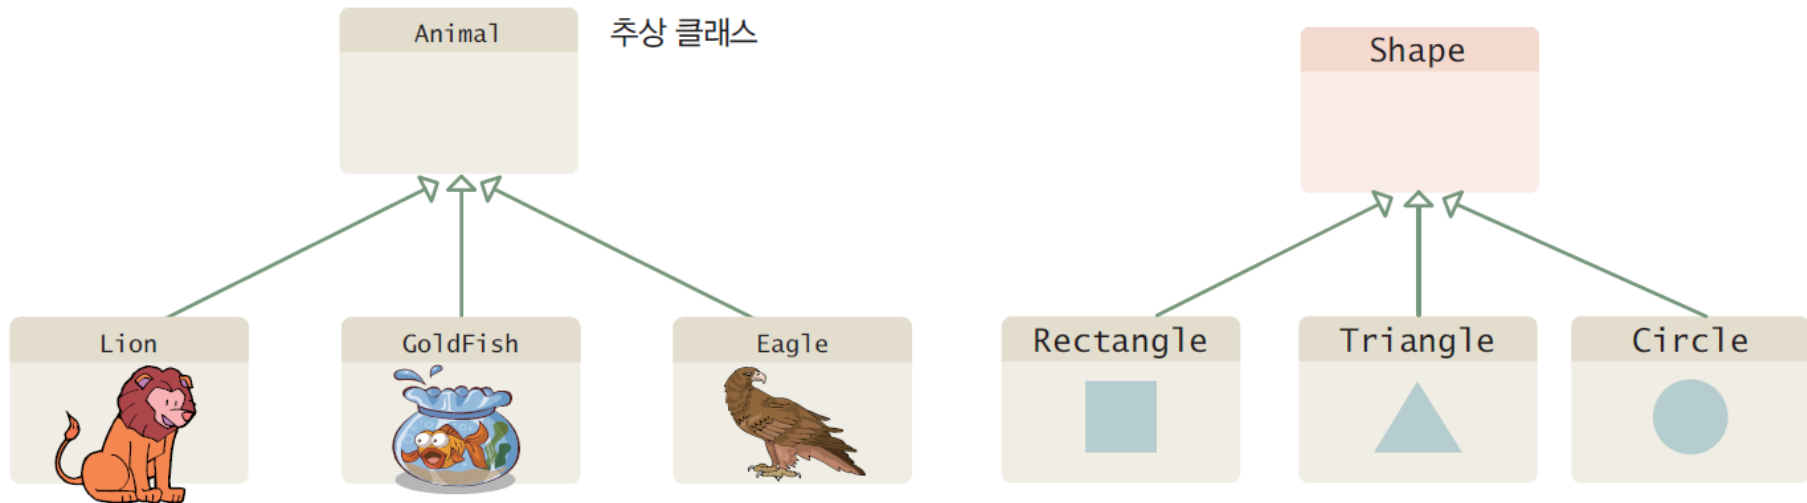 Animal
추상 클래스
Shape
Lion
GoldFish
Eagle
Rectangle
Triangle
Circle